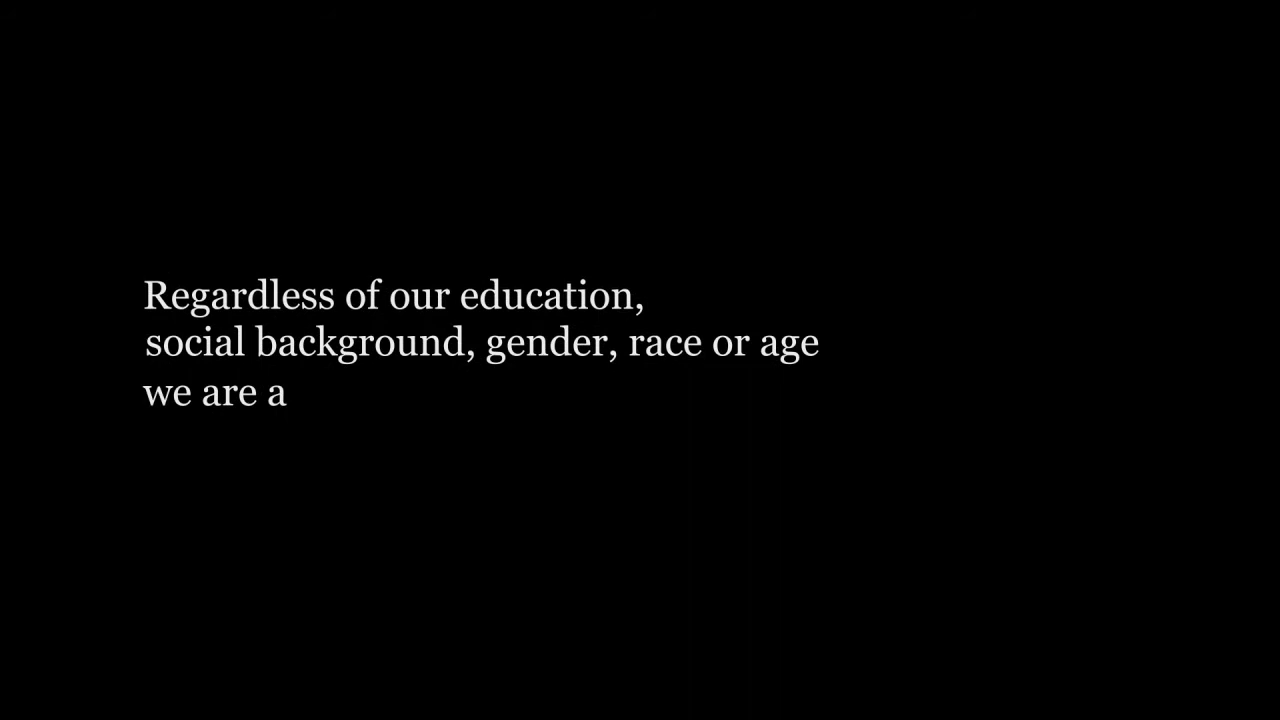 Regardless of our education,
social background, gender, race or age
we are a